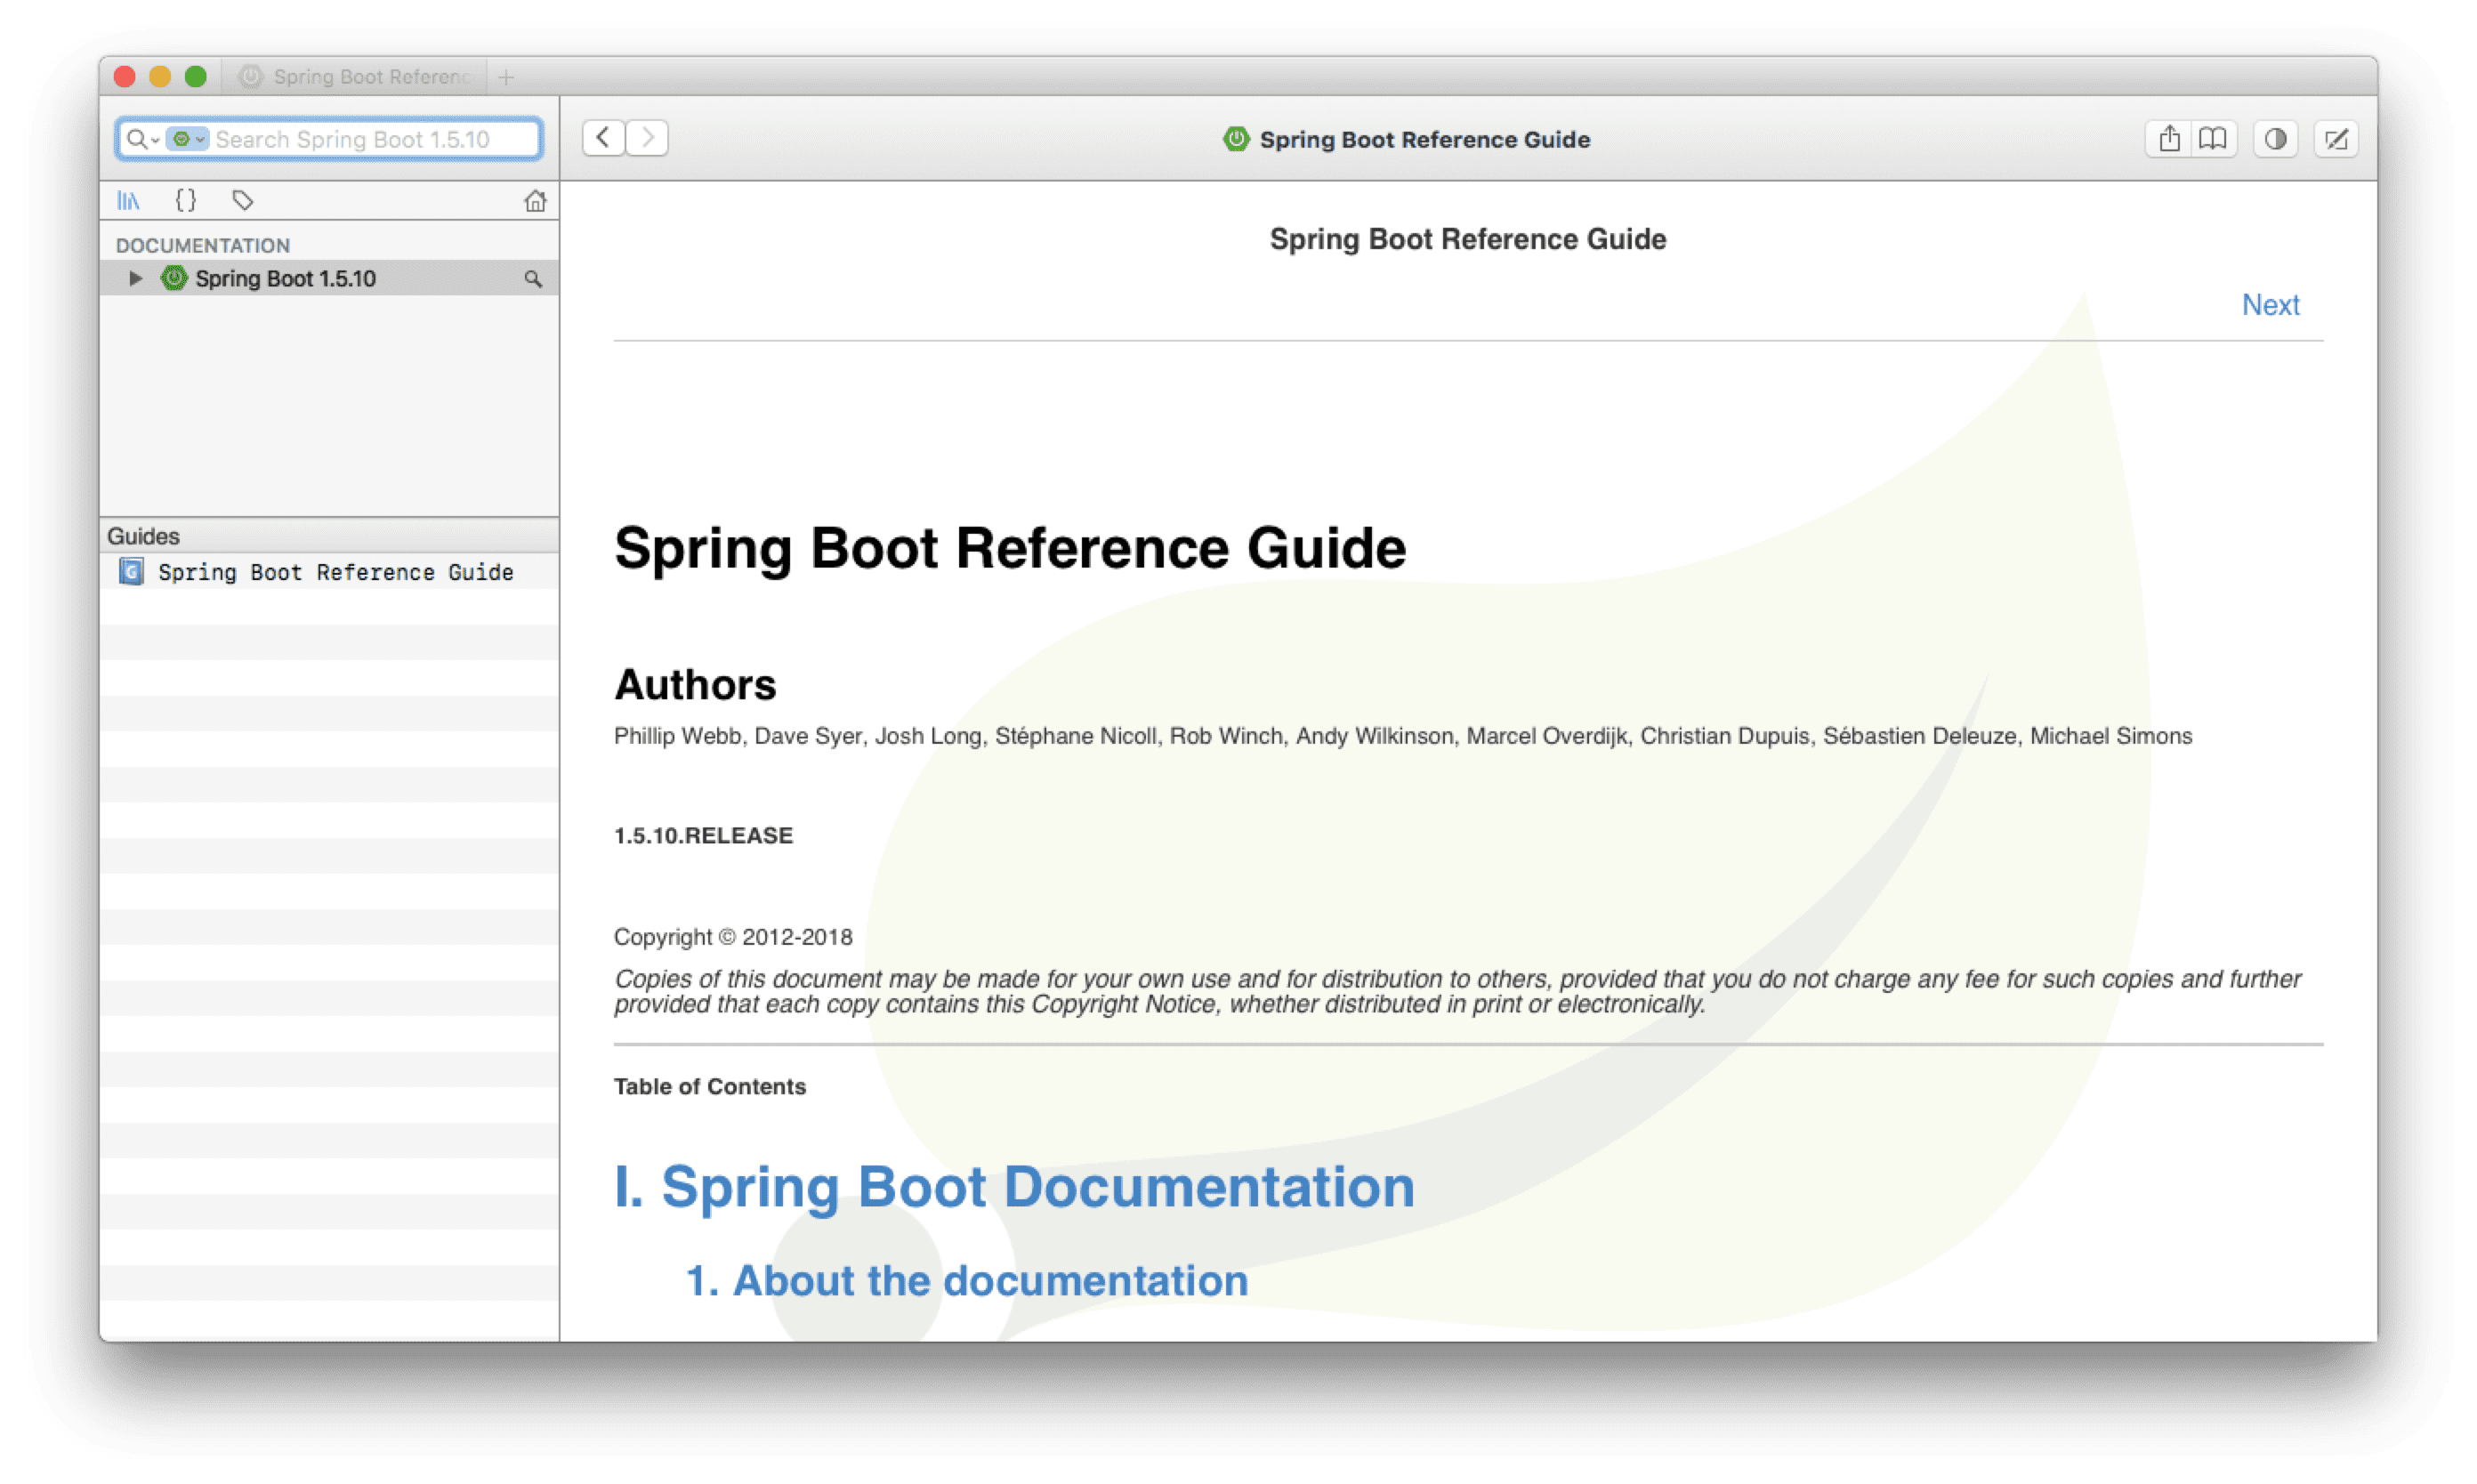 Spring Boot Referenc
Search Spring Boot 1.5.10
Spring Boot Reference Guide
DOCUMENTATION
Spring Boot 1.5.10
Guides
Spring Boot Reference Guide
Spring Boot Reference Guide
Next
Spring Boot Reference Guide
Authors
Phillip Webb, Dave Syer, Josh Long, Stéphane Nicoll, Rob Winch, Andy Wilkinson, Marcel Overdijk, Christian Dupuis, Sébastien Deleuze, Michael Simons
1.5.10.RELEASE
Copyright © 2012-2018
Copies of this document may be made for your own use and for distribution to others, provided that you do not charge any fee for such copies and further
provided that each copy contains this Copyright Notice, whether distributed in print or electronically.
Table of Contents
I. Spring Boot Documentation
1. About the documentation